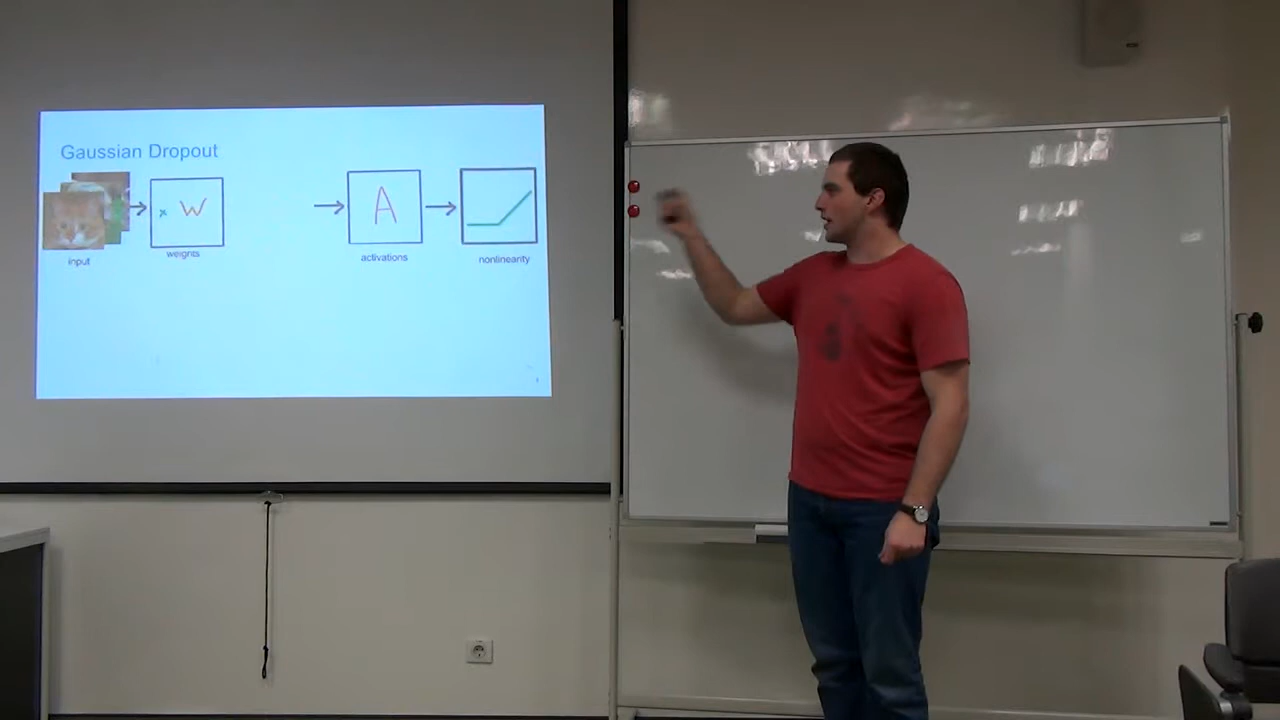 Gaussian Dropout
× W
A
input
weights
activations
nonlinearity